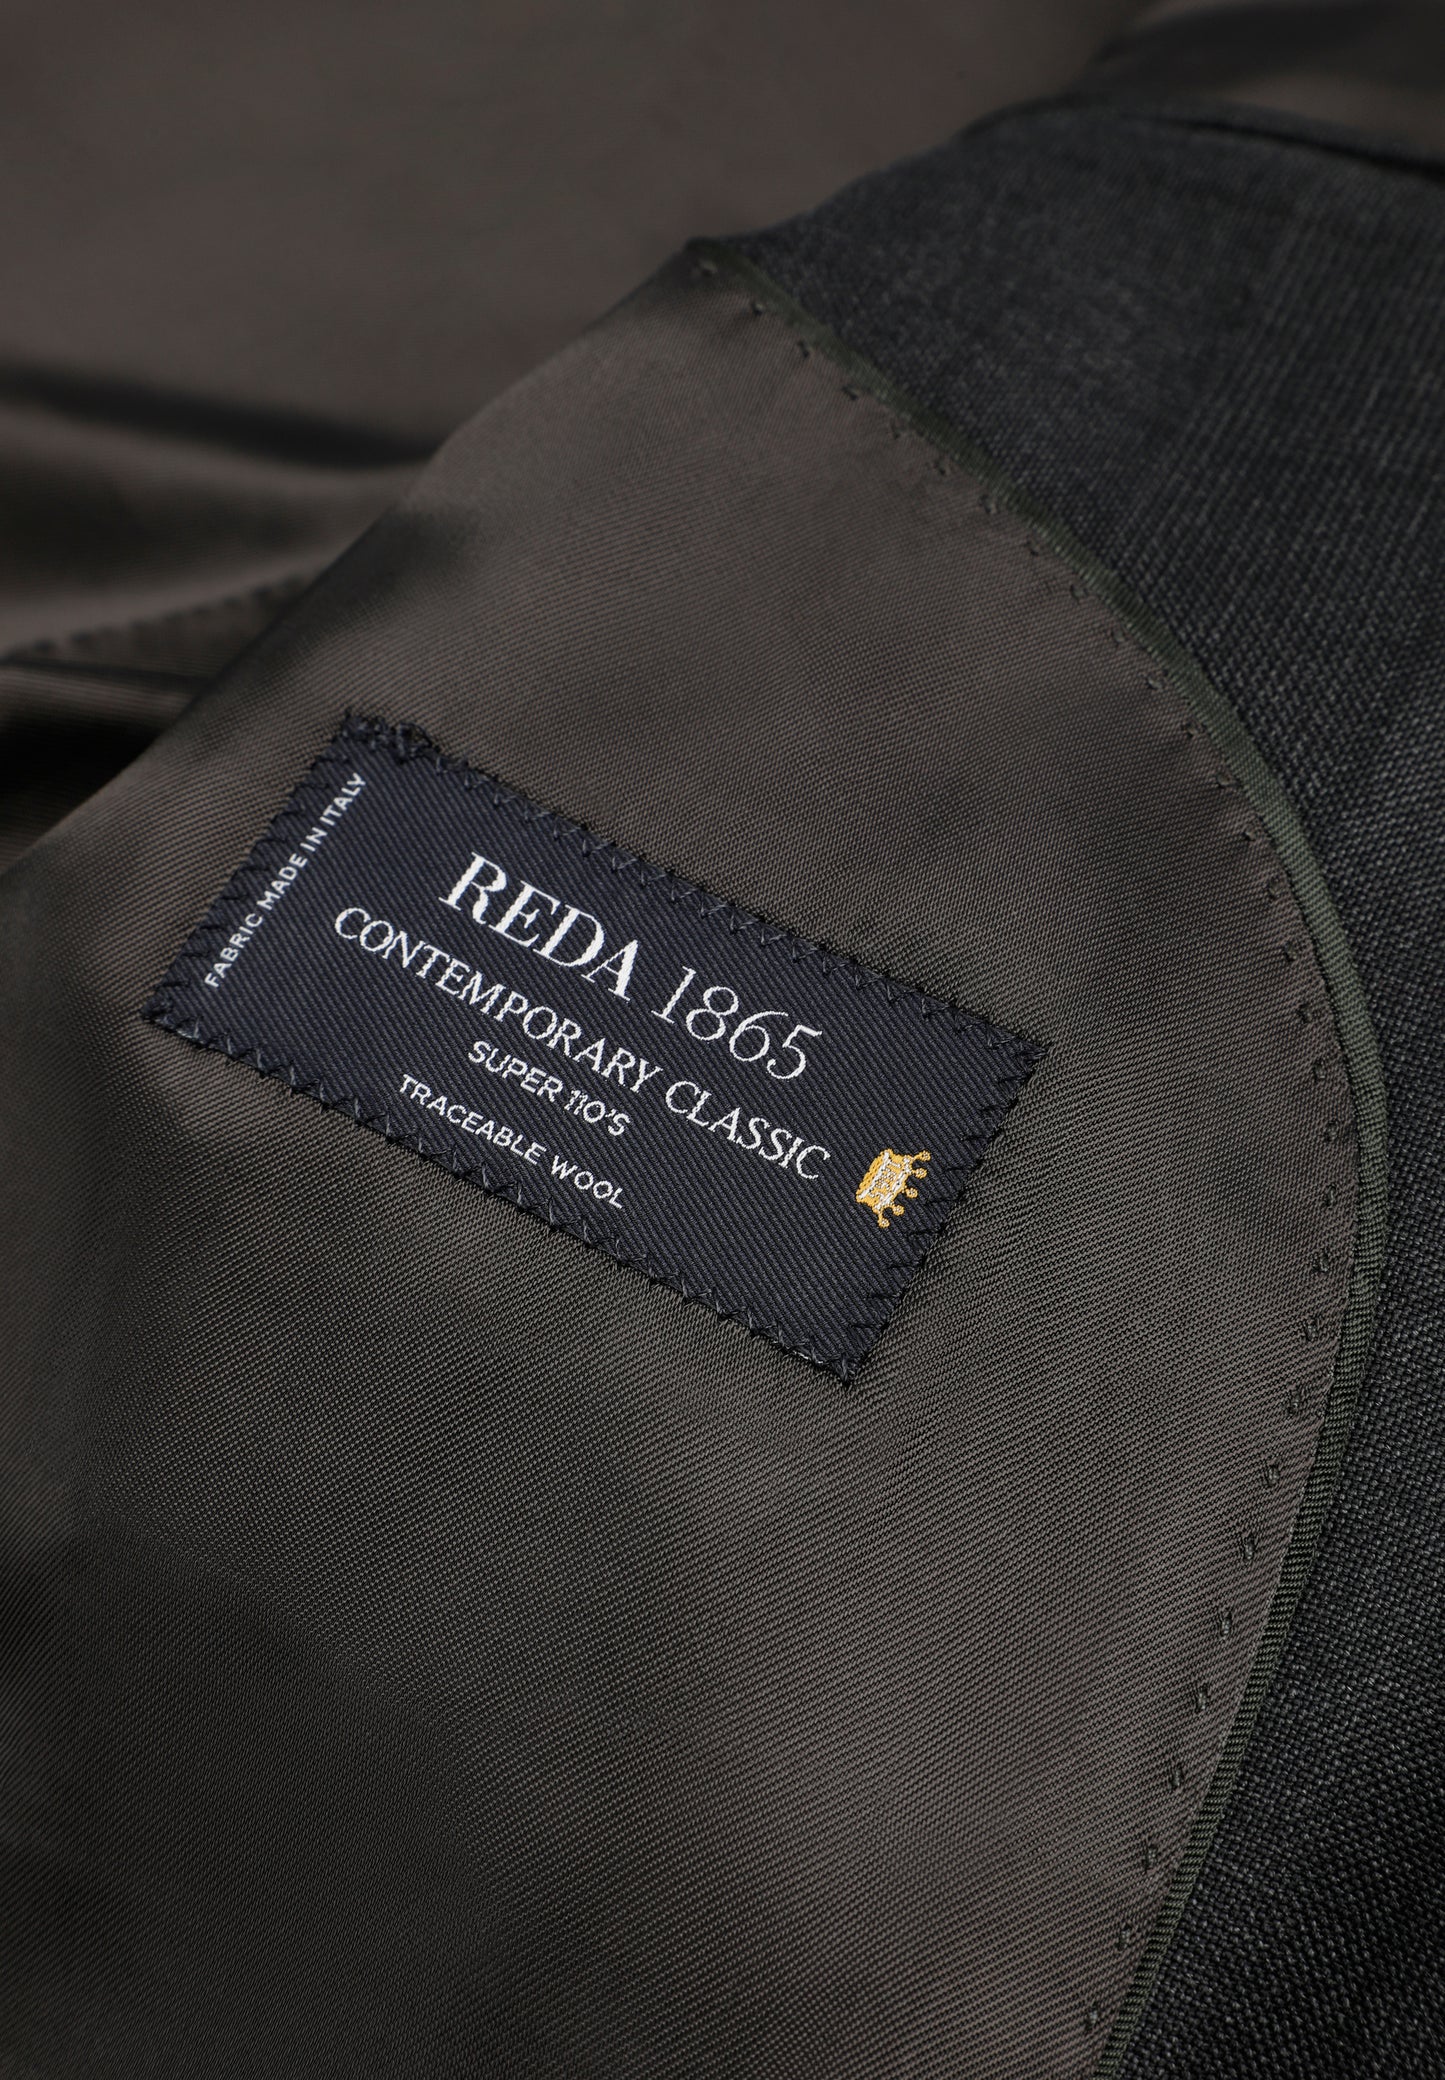 FABRIC MADE IN ITALY
REDA 1865
CONTEMPORARY CLASSIC
SUPER 110'S
TRACEABLE WOOL